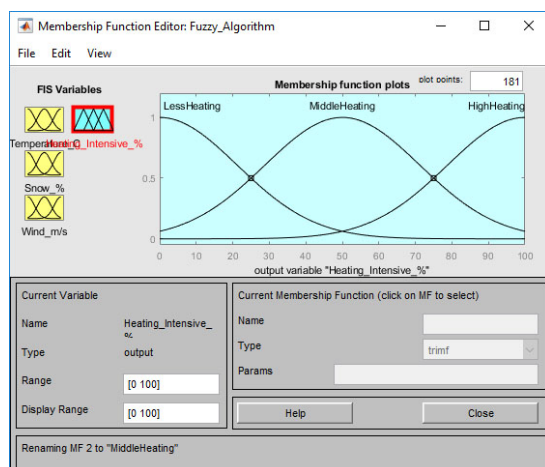 Membership Function Editor: Fuzzy_Algorithm
File Edit View
FIS Variables
Membership function plots
plot points:
181
LessHeating
MiddleHeating
HighHeating
Heating_Intensive_%
Snow_%
Wind_m/s
1
0.5
0
0 10 20 30 40 50 60 70 80 90 100
output variable "Heating_Intensive_%"
Current Variable
Name
Heating_Intensive_
%
Type
output
Range
[0 100]
Display Range
[0 100]
Current Membership Function (click on MF to select)
Name
Type
trimf
Params
Help
Close
Renaming MF 2 to "MiddleHeating"